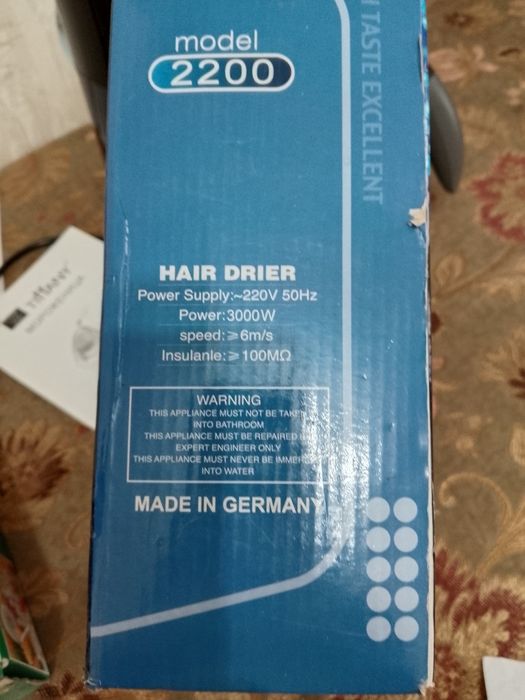 model
2200
TASTE EXCELLENT
HAIR DRIER
Power Supply:~220V 50Hz
Power:3000W
speed:⩾6m/s
Insulanle:⩾100MΩ
WARNING
THIS APPLIANCE MUST NOT BE TAKEN
INTO BATHROOM
THIS APPLIANCE MUST BE REPAIRED
EXPERT ENGINEER ONLY
THIS APPLIANCE MUST NEVER BE
INTO WATER
MADE IN GERMANY
TIFFANY